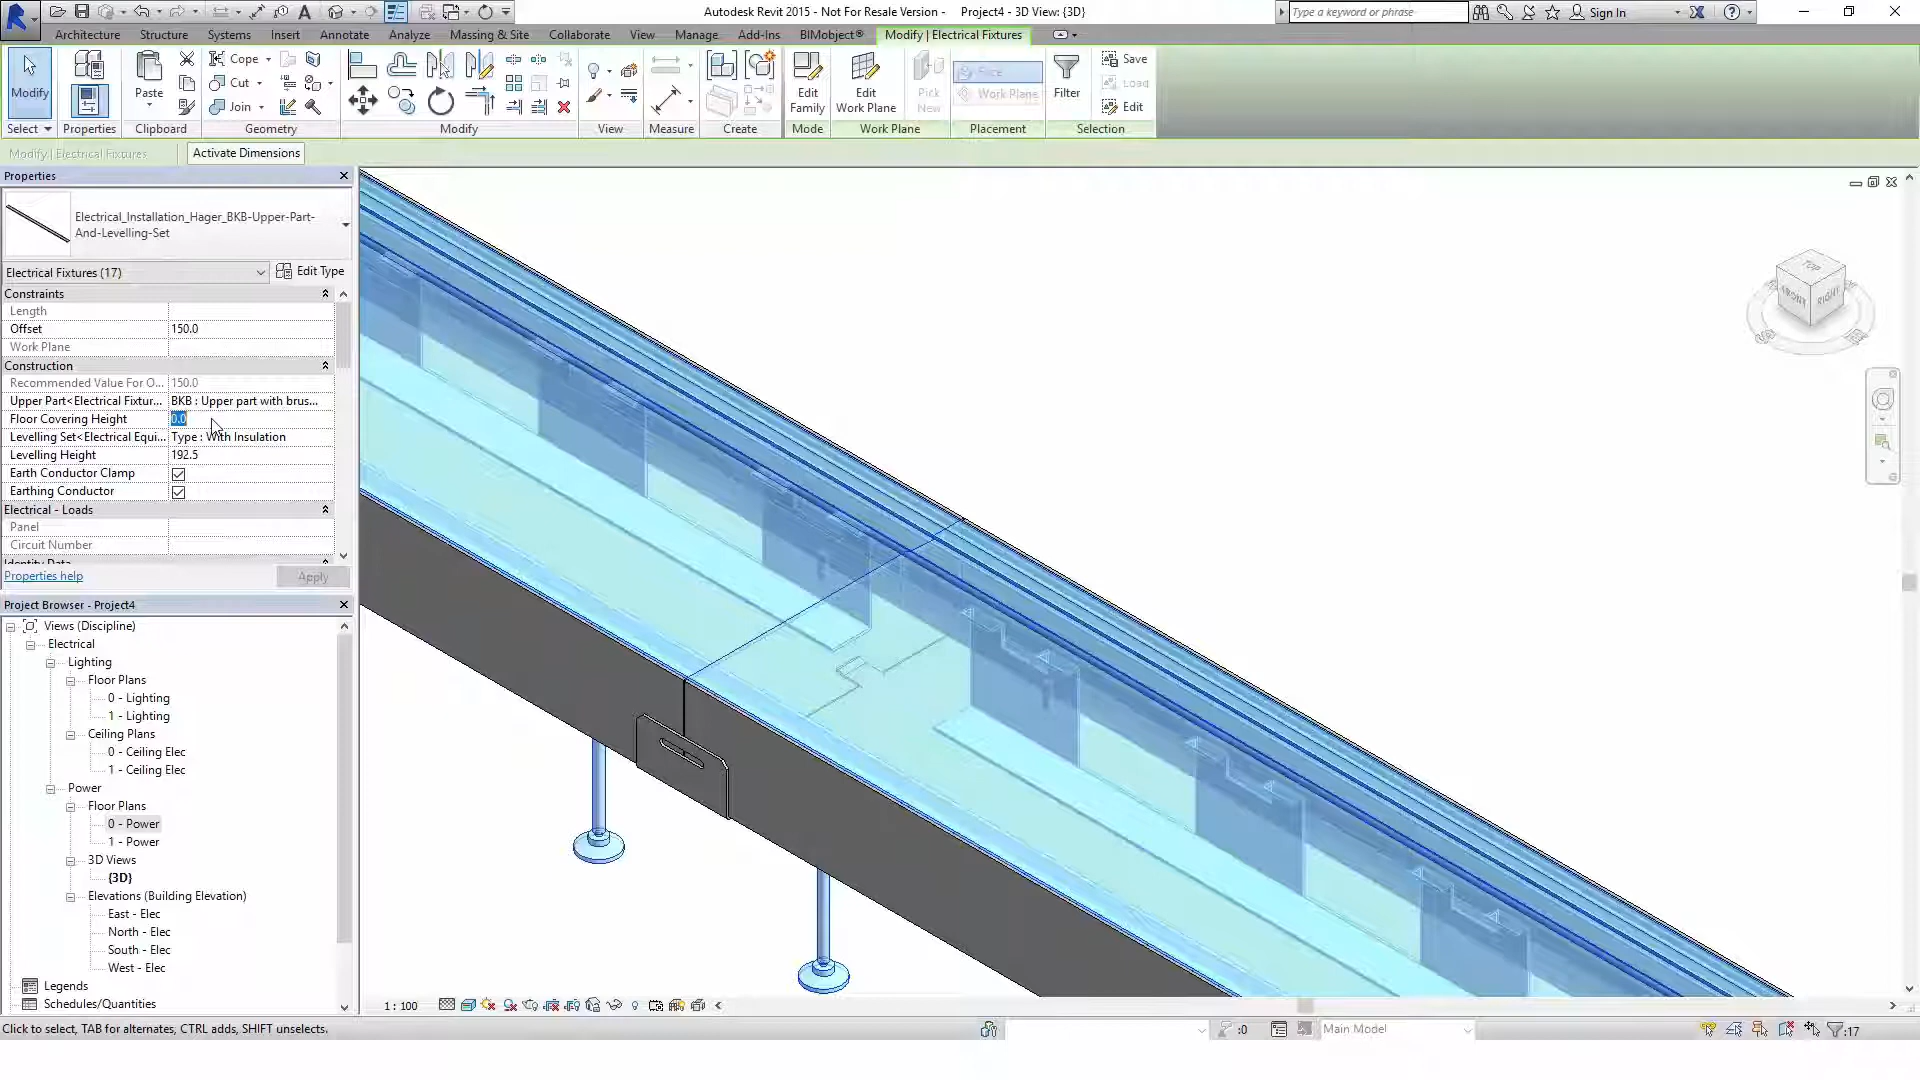 Autodesk Revit 2015 - Not For Resale Version - Project4 - 3D View: {3D}
Type a keyword or phrase
Sign In
Architecture Structure Systems Insert Annotate Analyze Massing & Site Collaborate View Manage Add-Ins BIMobject® Modify | Electrical Fixtures
Modify
Paste
Cope
Cut
Join
Edit Family
Edit Work Plane
Pick New
Face
Work Plane
Filter
Save
Load
Edit
Select Properties Clipboard Geometry Modify View Measure Create Mode Work Plane Placement Selection
Modify | Electrical Fixtures Activate Dimensions
Properties
Electrical_Installation_Hager_BKB-Upper-Part-
And-Levelling-Set
Electrical Fixtures (17) Edit Type
Constraints
Length
Offset 150.0
Work Plane
Construction
Recommended Value For O... 150.0
Upper Part<Electrical Fixtur... BKB : Upper part with brus...
Floor Covering Height 0.0
Levelling Set<Electrical Equi... Type : With Insulation
Levelling Height 192.5
Earth Conductor Clamp
Earthing Conductor
Electrical - Loads
Panel
Circuit Number
Identity Data
Properties help Apply
Project Browser - Project4
Views (Discipline)
Electrical
Lighting
Floor Plans
0 - Lighting
1 - Lighting
Ceiling Plans
0 - Ceiling Elec
1 - Ceiling Elec
Power
Floor Plans
0 - Power
1 - Power
3D Views
{3D}
Elevations (Building Elevation)
East - Elec
North - Elec
South - Elec
West - Elec
Legends
Schedules/Quantities
TOP
FRONT
RIGHT
1 : 100
Click to select, TAB for alternates, CTRL adds, SHIFT unselects.
:0
Main Model
:17